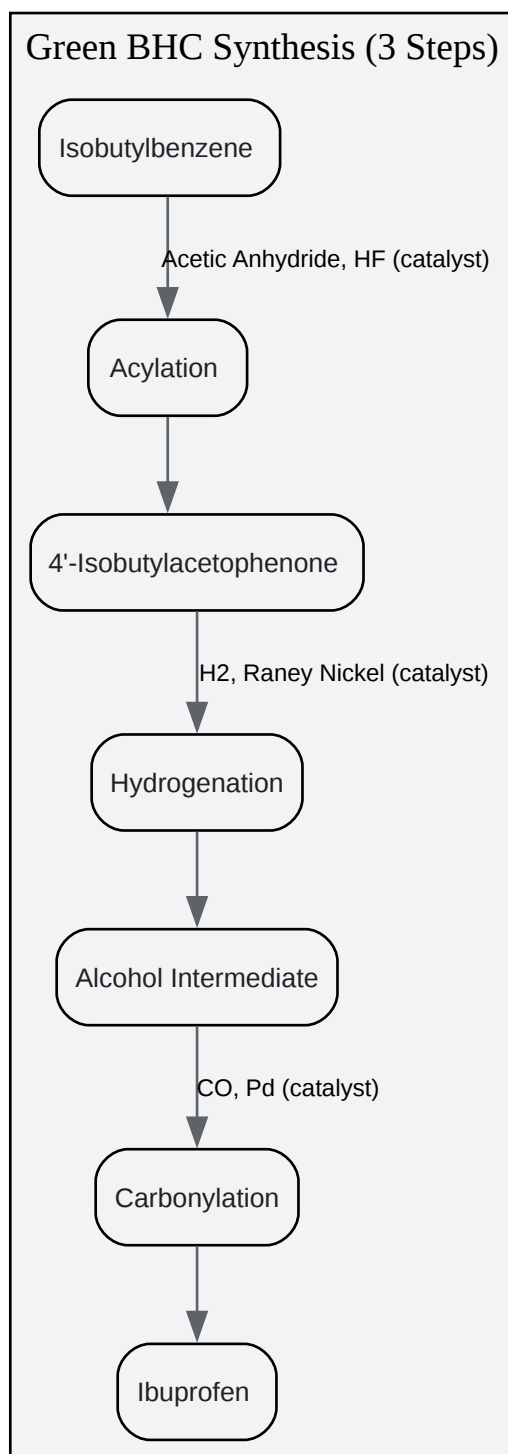 Green BHC Synthesis (3 Steps)
Isobutylbenzene
Acetic Anhydride, HF (catalyst)
Acylation
4'-Isobutylacetophenone
H2, Raney Nickel (catalyst)
Hydrogenation
Alcohol Intermediate
CO, Pd (catalyst)
Carbonylation
Ibuprofen